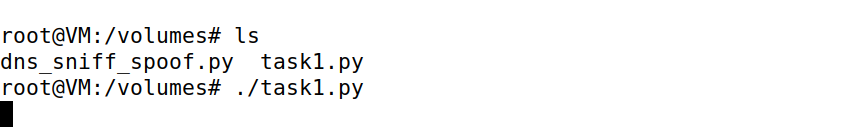 root@VM:/volumes# ls
dns_sniff_spoof.py  task1.py
root@VM:/volumes# ./task1.py